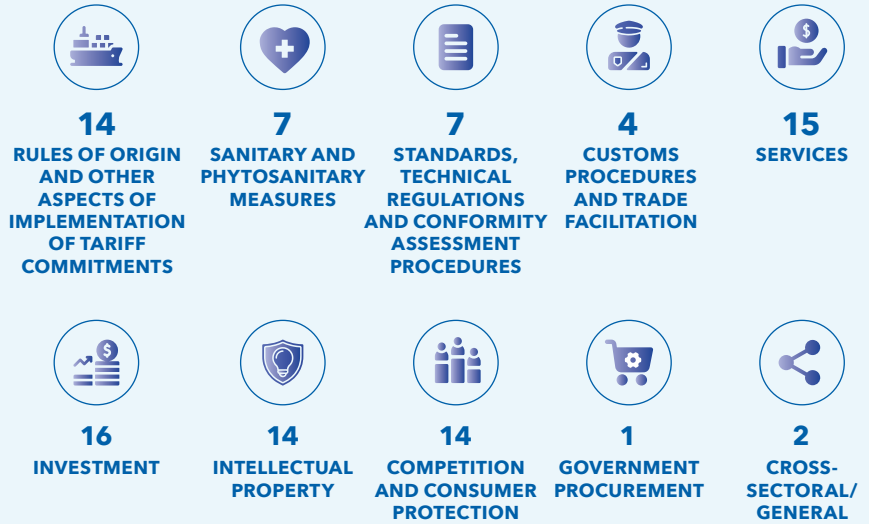 14
RULES OF ORIGIN
AND OTHER
ASPECTS OF
IMPLEMENTATION
OF TARIFF
COMMITMENTS
7
SANITARY AND
PHYTOSANITARY
MEASURES
7
STANDARDS,
TECHNICAL
REGULATIONS
AND CONFORMITY
ASSESSMENT
PROCEDURES
4
CUSTOMS
PROCEDURES
AND TRADE
FACILITATION
$
15
SERVICES
$
16
INVESTMENT
14
INTELLECTUAL
PROPERTY
14
COMPETITION
AND CONSUMER
PROTECTION
1
GOVERNMENT
PROCUREMENT
2
CROSS-
SECTORAL/
GENERAL